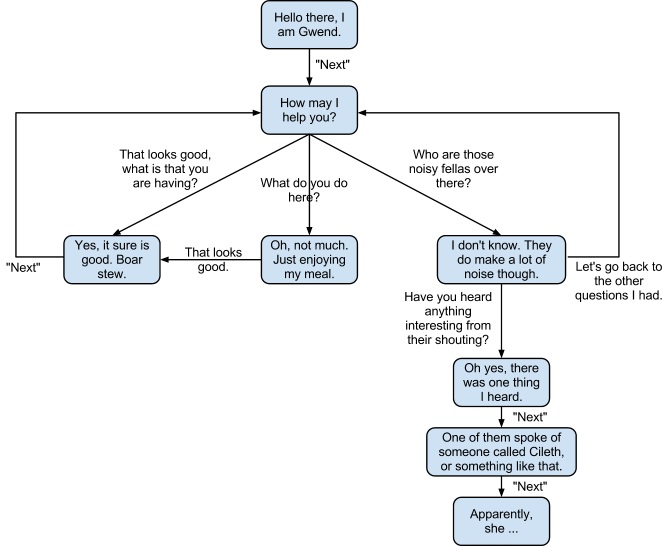 Hello there, I
am Gwend.
"Next"
How may I
help you?
That looks good,
what is that you
are having?
What do you do
here?
Who are those
noisy fellas over
there?
Yes, it sure is
good. Boar
stew.
"Next"
That looks
good.
Oh, not much.
Just enjoying
my meal.
I don't know. They
do make a lot of
noise though.
Let's go back to
the other
questions I had.
Have you heard
anything
interesting from
their shouting?
Oh yes, there
was one thing
I heard.
"Next"
One of them spoke of
someone called Cileth,
or something like that.
"Next"
Apparently,
she ...